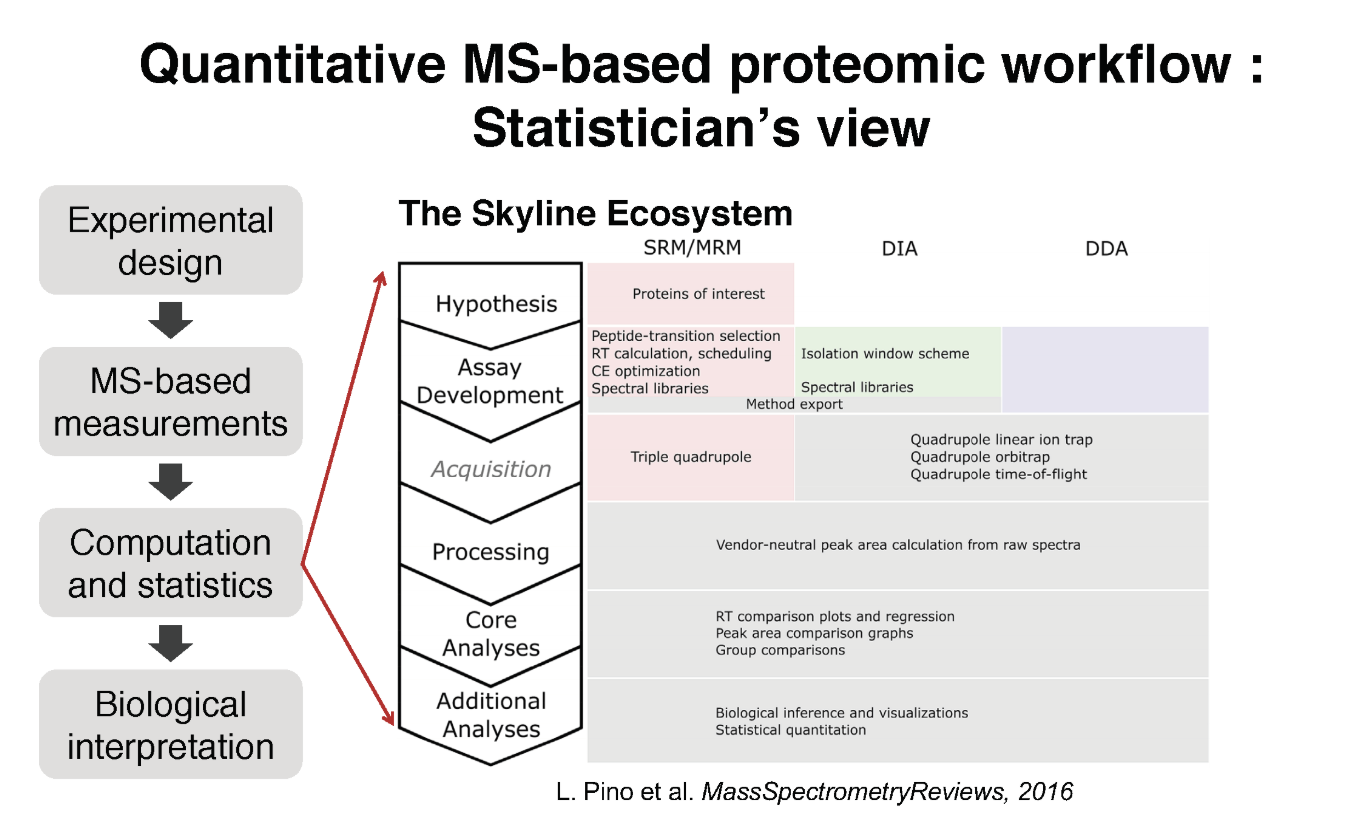 Quantitative MS-based proteomic workflow :
Statistician's view
Experimental
design
MS-based
measurements
Computation
and statistics
Biological
interpretation
The Skyline Ecosystem
SRM/MRM
DIA
DDA
Hypothesis
Proteins of interest
Assay
Development
Peptide-transition selection
RT calculation, scheduling
CE optimization
Spectral libraries
Isolation window scheme
Spectral libraries
Method export
Acquisition
Triple quadrupole
Quadrupole linear ion trap
Quadrupole orbitrap
Quadrupole time-of-flight
Processing
Vendor-neutral peak area calculation from raw spectra
Core
Analyses
RT comparison plots and regression
Peak area comparison graphs
Group comparisons
Additional
Analyses
Biological inference and visualizations
Statistical quantitation
L. Pino et al. MassSpectrometryReviews, 2016